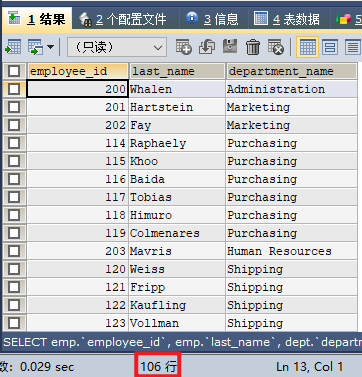 1 结果 2 个配置文件 3 信息 4 表数据
（只读）
employee_id last_name department_name
200 Whalen Administration
201 Hartstein Marketing
202 Fay Marketing
114 Raphaely Purchasing
115 Khoo Purchasing
116 Baida Purchasing
117 Tobias Purchasing
118 Himuro Purchasing
119 Colmenares Purchasing
203 Mavris Human Resources
120 Weiss Shipping
121 Fripp Shipping
122 Kaufling Shipping
123 Vollman Shipping
SELECT emp.`employee_id`, emp.`last_name`, dept.`depart
数: 0.029 sec 106 行 Ln 13, Col 1